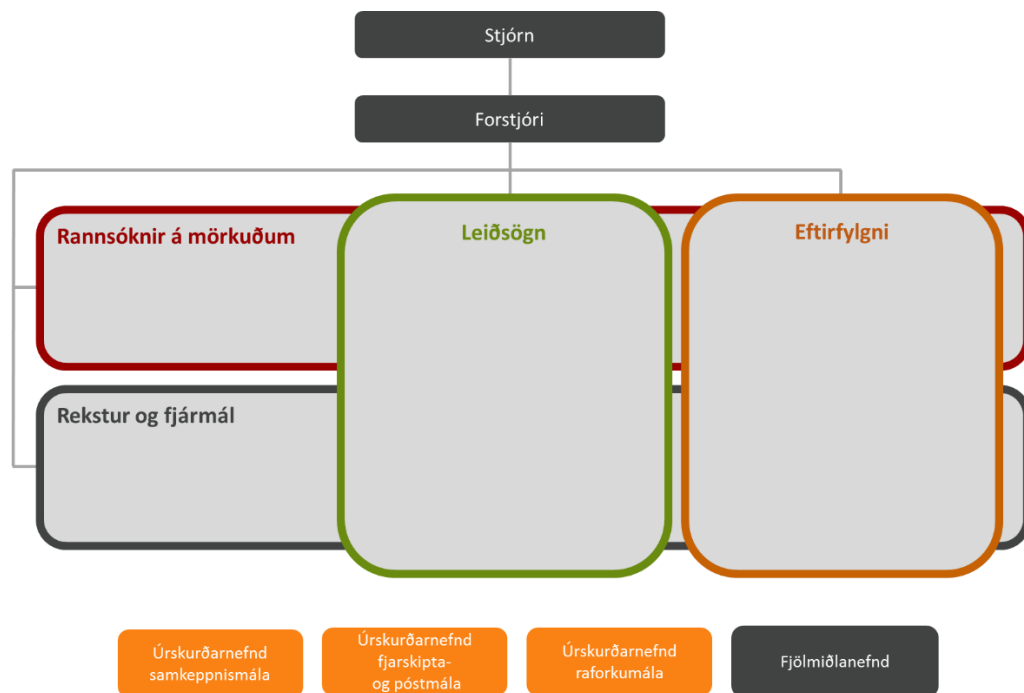 Stjórn
Forstjóri
Rannsóknir á mörkuðum
Leiðsögn
Eftirfylgni
Rekstur og fjármál
Úrskurðarnefnd
samkeppnismála
Úrskurðarnefnd
fjarskipta-
og póstmála
Úrskurðarnefnd
raforkumála
Fjölmiðlanefnd